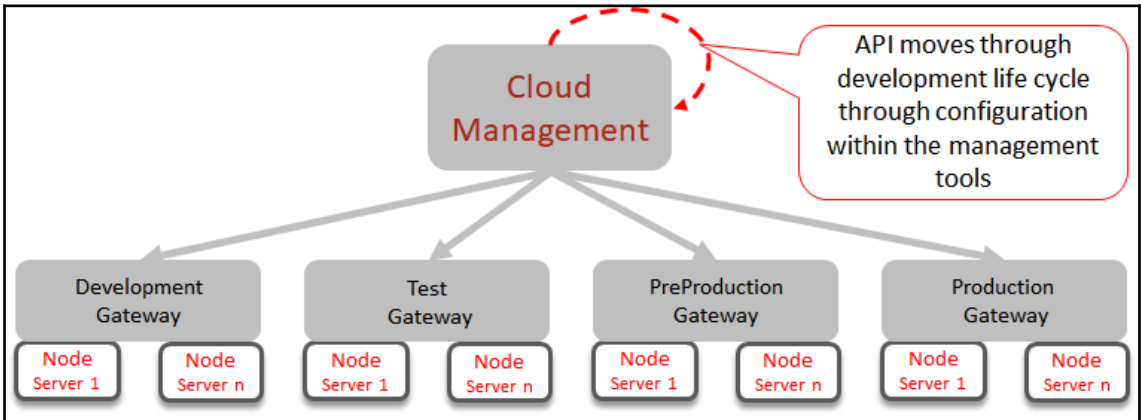 Cloud
Management
API moves through
development life cycle
through configuration
within the management
tools
Development
Gateway
Test
Gateway
PreProduction
Gateway
Production
Gateway
Node
Server 1
Node
Server n
Node
Server 1
Node
Server n
Node
Server 1
Node
Server n
Node
Server 1
Node
Server n